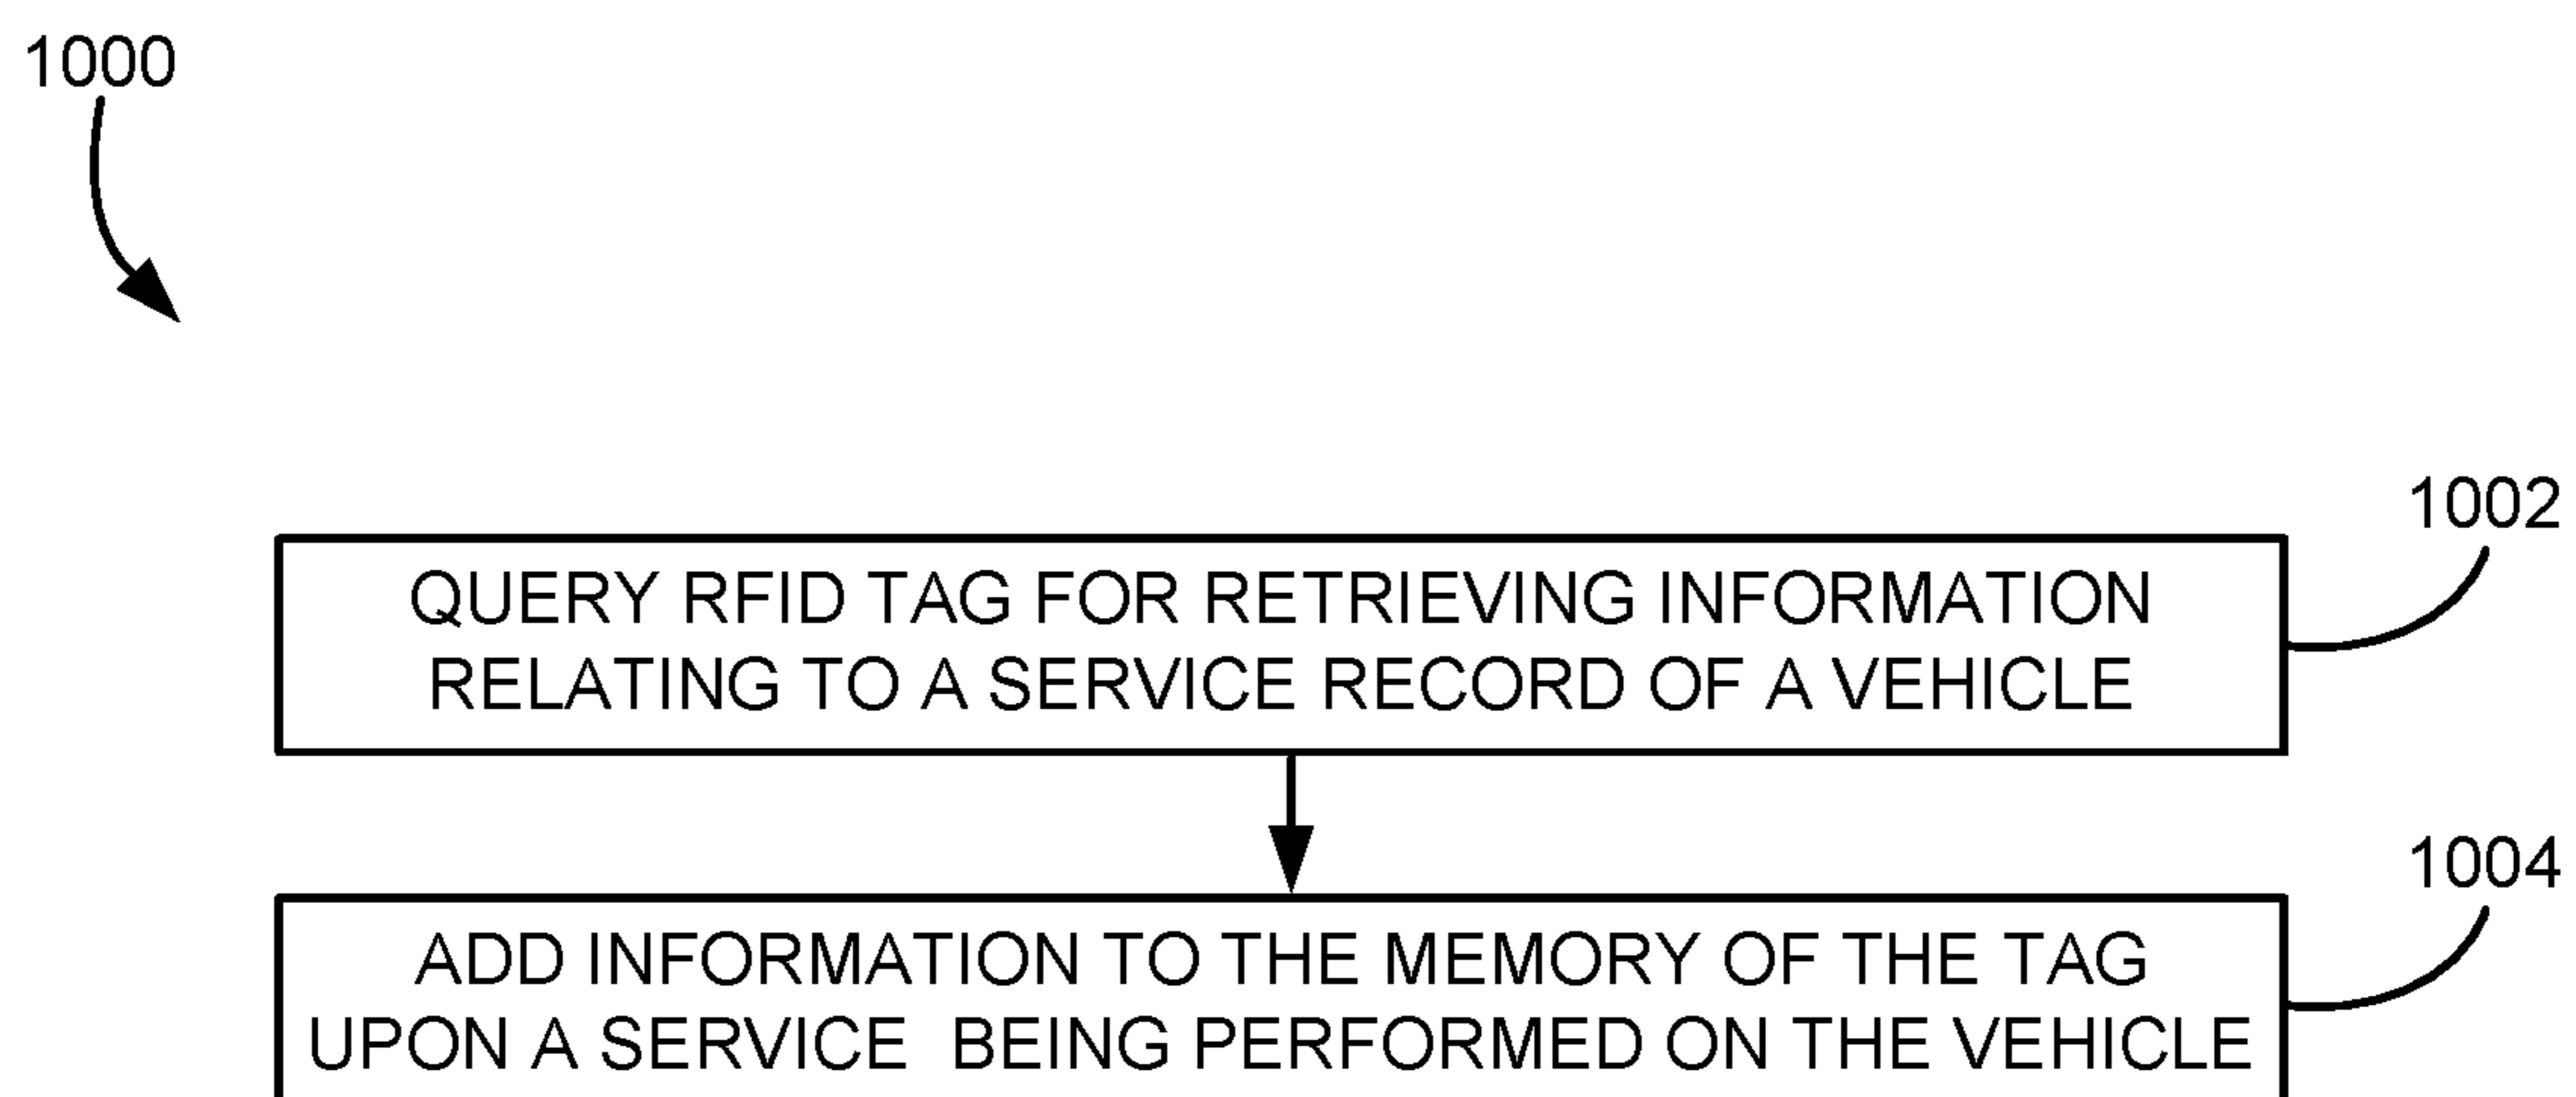 1000
1002
QUERY RFID TAG FOR RETRIEVING INFORMATION
RELATING TO A SERVICE RECORD OF A VEHICLE
1004
ADD INFORMATION TO THE MEMORY OF THE TAG
UPON A SERVICE BEING PERFORMED ON THE VEHICLE